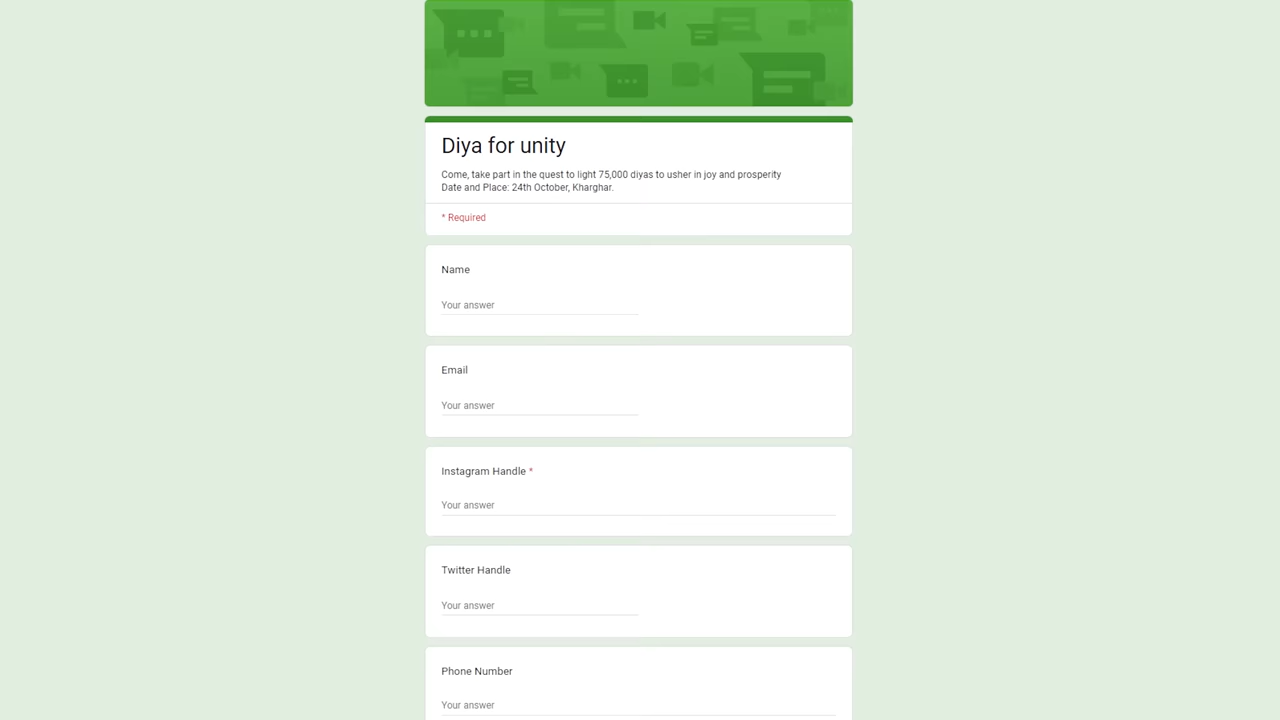 Diya for unity
Come, take part in the quest to light 75,000 diyas to usher in joy and prosperity
Date and Place: 24th October, Kharghar.
* Required
Name
Your answer
Email
Your answer
Instagram Handle *
Your answer
Twitter Handle
Your answer
Phone Number
Your answer